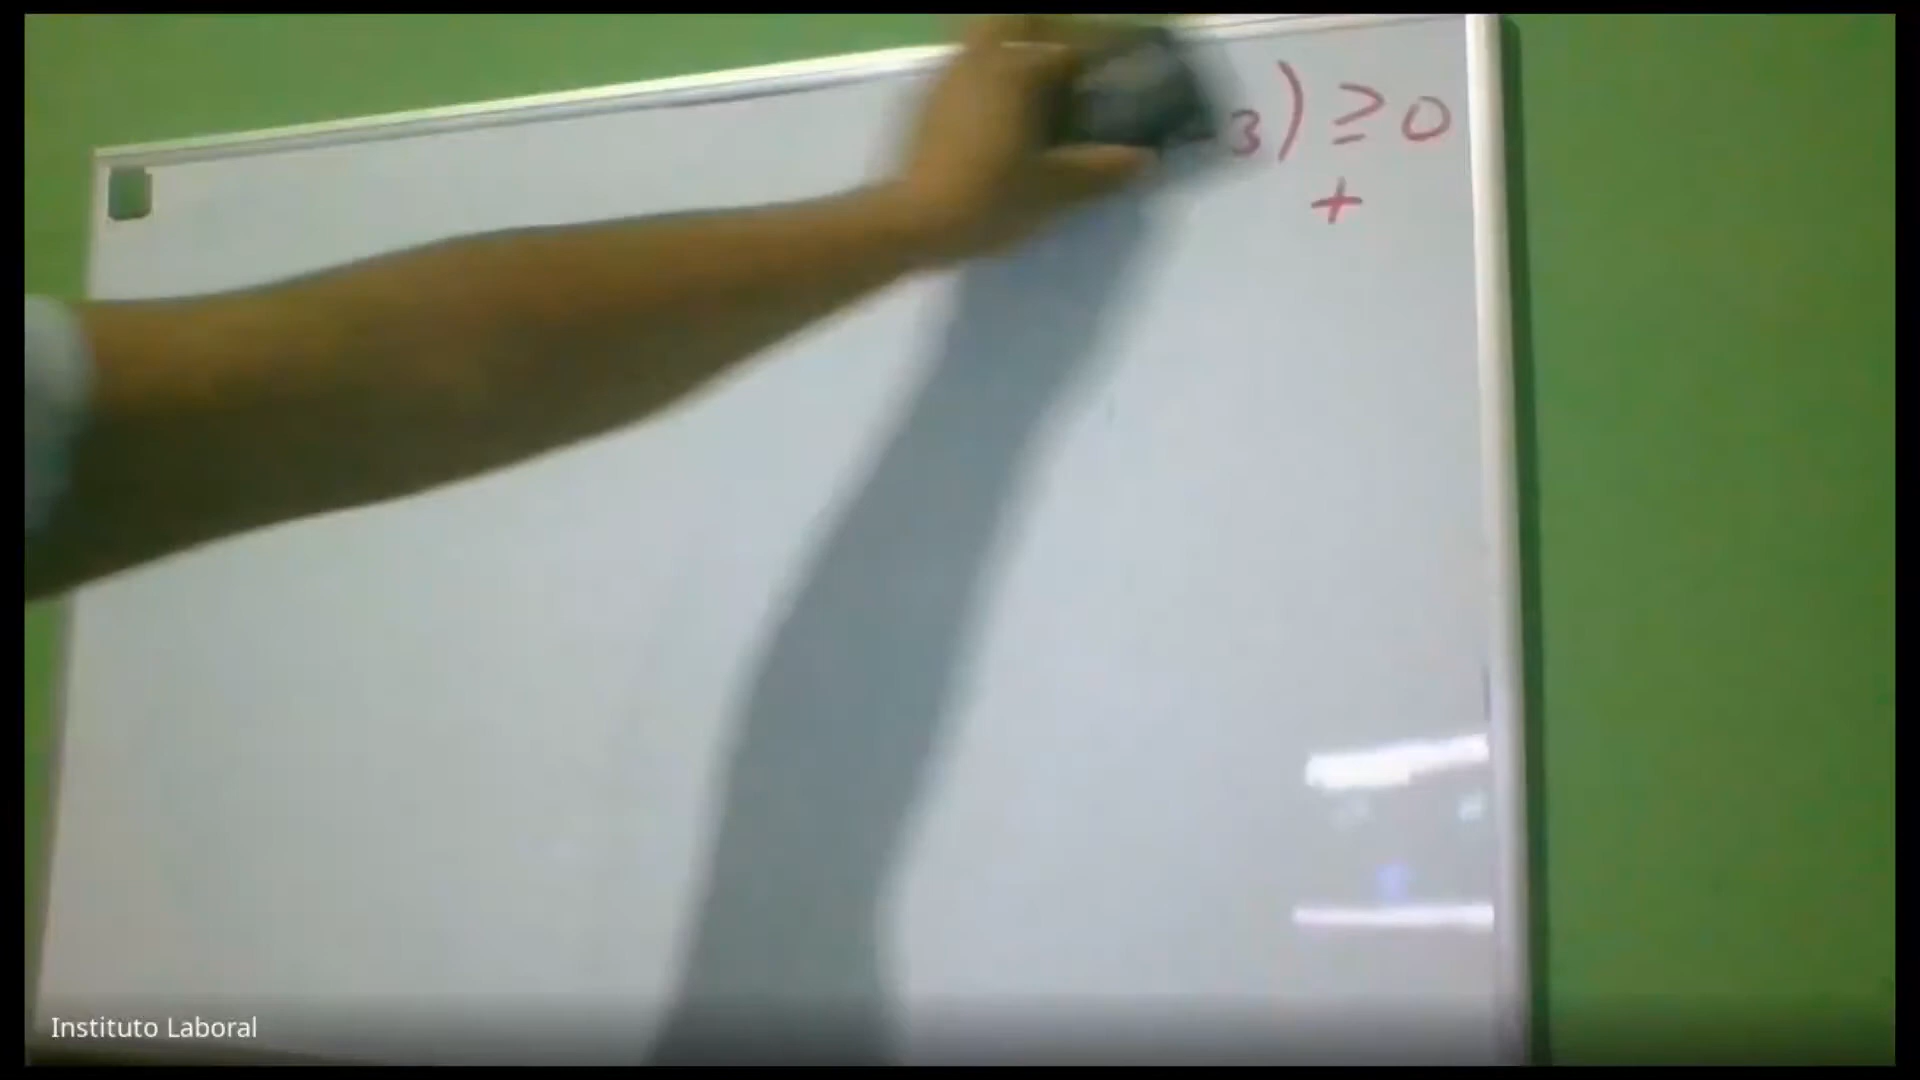 3) ≥ 0
+
Instituto Laboral